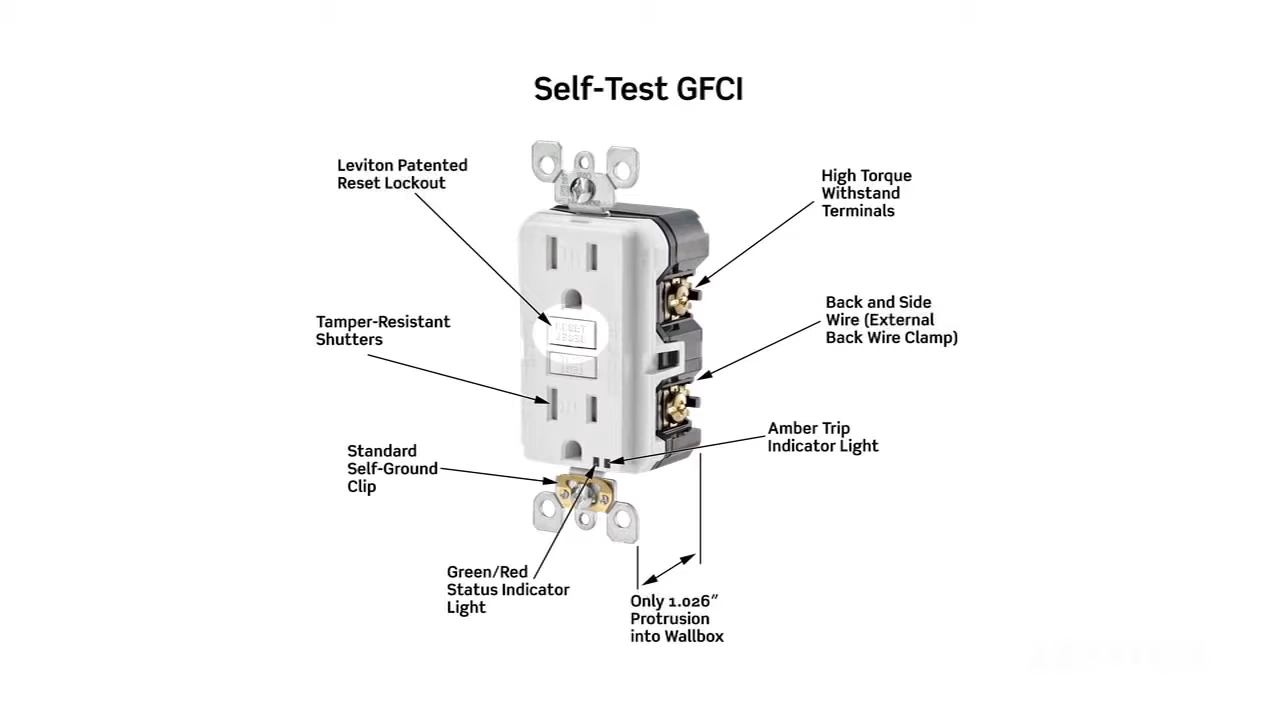 Self-Test GFCI
Leviton Patented
Reset Lockout
High Torque
Withstand
Terminals
Tamper-Resistant
Shutters
Back and Side
Wire (External
Back Wire Clamp)
RESET
TEST
Standard
Self-Ground
Clip
Amber Trip
Indicator Light
Green/Red
Status Indicator
Light
Only 1.026″
Protrusion
into Wallbox